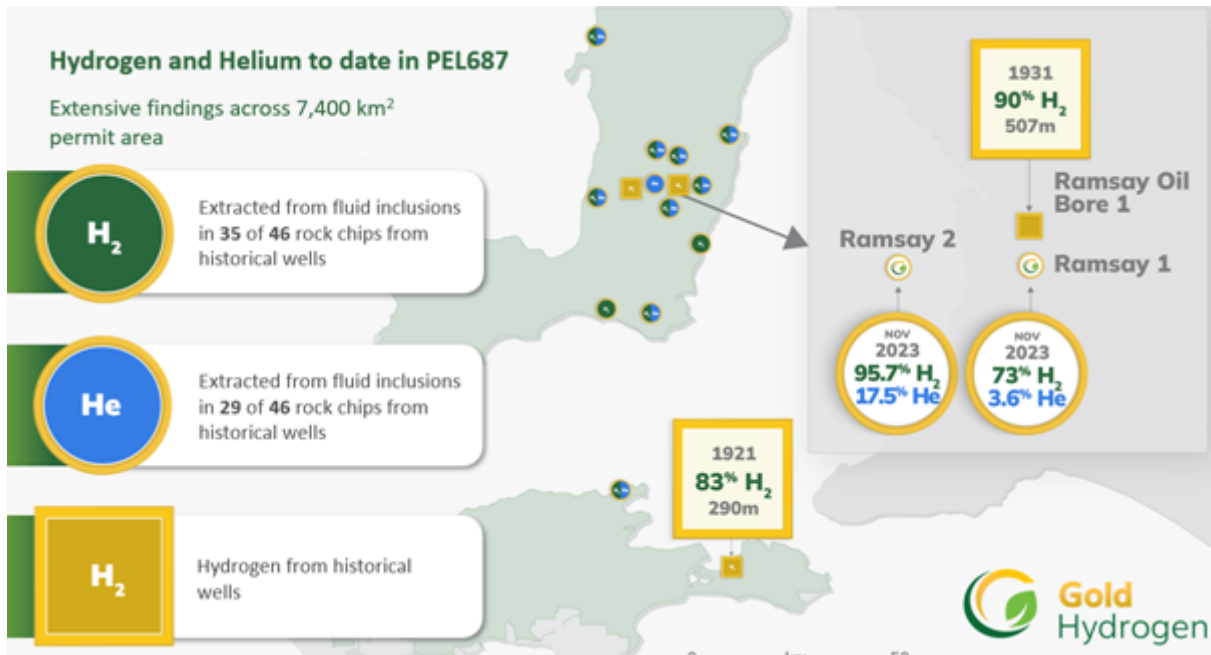 Hydrogen and Helium to date in PEL687
Extensive findings across 7,400 km²
permit area
H₂
Extracted from fluid inclusions
in 35 of 46 rock chips from
historical wells
He
Extracted from fluid inclusions
in 29 of 46 rock chips from
historical wells
H₂
Hydrogen from historical
wells
1931
90% H₂
507m
Ramsay Oil
Bore 1
Ramsay 2
Ramsay 1
NOV
2023
95.7% H₂
17.5% He
NOV
2023
73% H₂
3.6% He
1921
83% H₂
290m
Gold
Hydrogen